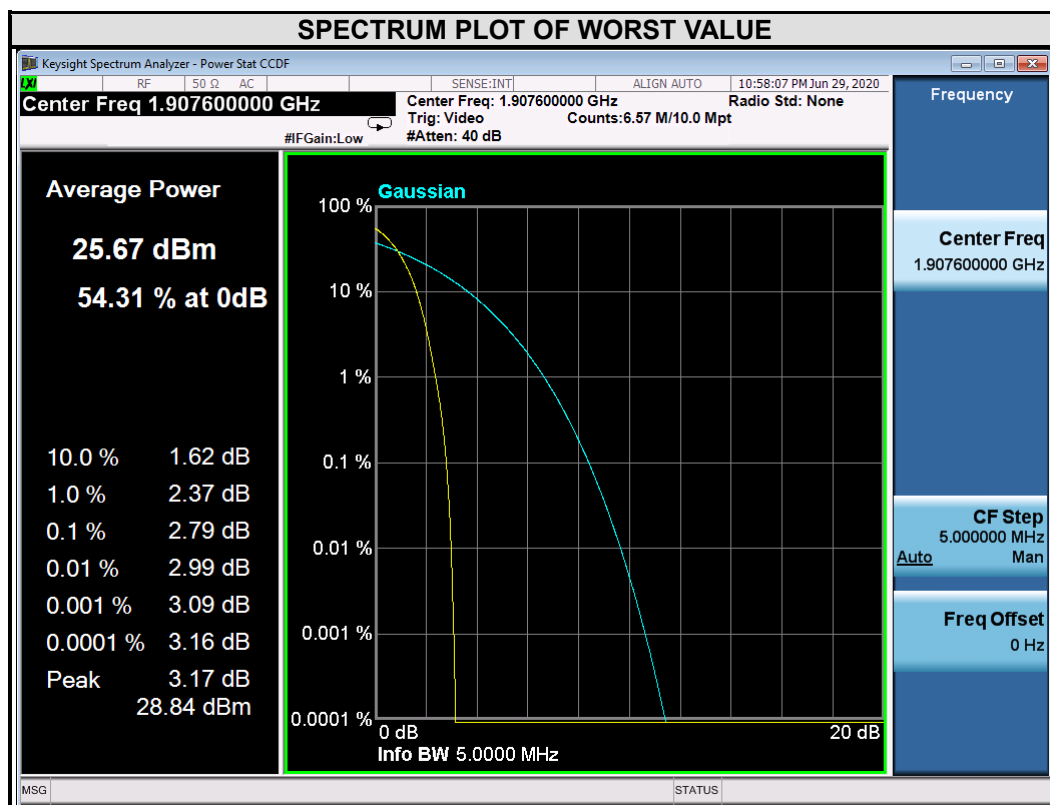 SPECTRUM PLOT OF WORST VALUE
Keysight Spectrum Analyzer - Power Stat CCDF
LXI RF 50 Ω AC SENSE:INT ALIGN AUTO 10:58:07 PM Jun 29, 2020
Center Freq 1.907600000 GHz
#IFGain:Low
Center Freq: 1.907600000 GHz Radio Std: None
Trig: Video Counts:6.57 M/10.0 Mpt
#Atten: 40 dB
Average Power
25.67 dBm
54.31 % at 0dB
10.0 % 1.62 dB
1.0 % 2.37 dB
0.1 % 2.79 dB
0.01 % 2.99 dB
0.001 % 3.09 dB
0.0001 % 3.16 dB
Peak 3.17 dB
28.84 dBm
Gaussian
100 %
10 %
1 %
0.1 %
0.01 %
0.001 %
0.0001 %
0 dB 20 dB
Info BW 5.0000 MHz
Frequency
Center Freq
1.907600000 GHz
CF Step
5.000000 MHz
Auto Man
Freq Offset
0 Hz
MSG STATUS